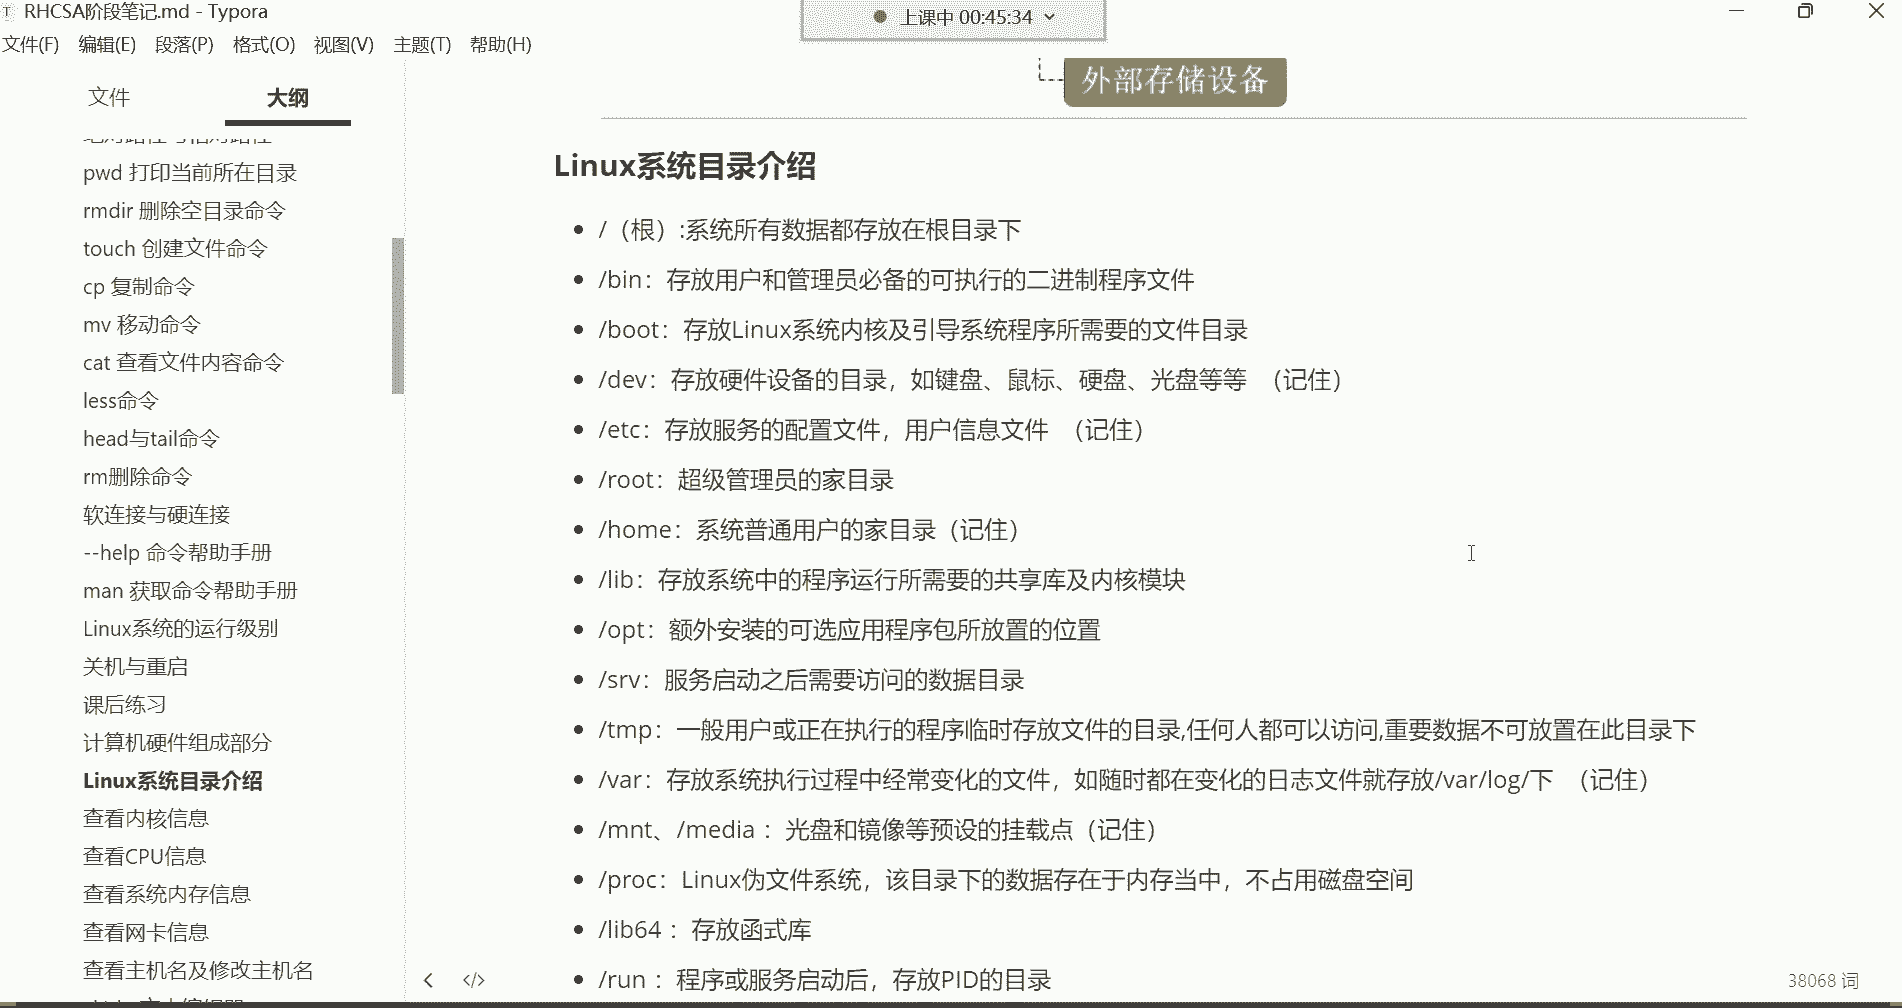 RHCSA阶段笔记.md - Typora
上课中 00:45:34
文件(F) 编辑(E) 段落(P) 格式(O) 视图(V) 主题(T) 帮助(H)
文件 大纲
pwd 打印当前所在目录
rmdir 删除空目录命令
touch 创建文件命令
cp 复制命令
mv 移动命令
cat 查看文件内容命令
less命令
head与tail命令
rm删除命令
软连接与硬连接
--help 命令帮助手册
man 获取命令帮助手册
Linux系统的运行级别
关机与重启
课后练习
计算机硬件组成部分
Linux系统目录介绍
查看内核信息
查看CPU信息
查看系统内存信息
查看网卡信息
查看主机名及修改主机名
外部存储设备
Linux系统目录介绍
/（根）:系统所有数据都存放在根目录下
/bin：存放用户和管理员必备的可执行的二进制程序文件
/boot：存放Linux系统内核及引导系统程序所需要的文件目录
/dev：存放硬件设备的目录，如键盘、鼠标、硬盘、光盘等等 （记住）
/etc：存放服务的配置文件，用户信息文件 （记住）
/root：超级管理员的家目录
/home：系统普通用户的家目录（记住）
/lib：存放系统中的程序运行所需要的共享库及内核模块
/opt：额外安装的可选应用程序包所放置的位置
/srv：服务启动之后需要访问的数据目录
/tmp：一般用户或正在执行的程序临时存放文件的目录,任何人都可以访问,重要数据不可放置在此目录下
/var：存放系统执行过程中经常变化的文件，如随时都在变化的日志文件就存放/var/log/下 （记住）
/mnt、/media ：光盘和镜像等预设的挂载点（记住）
/proc：Linux伪文件系统，该目录下的数据存在于内存当中，不占用磁盘空间
/lib64 ：存放函式库
/run ：程序或服务启动后，存放PID的目录
38068 词